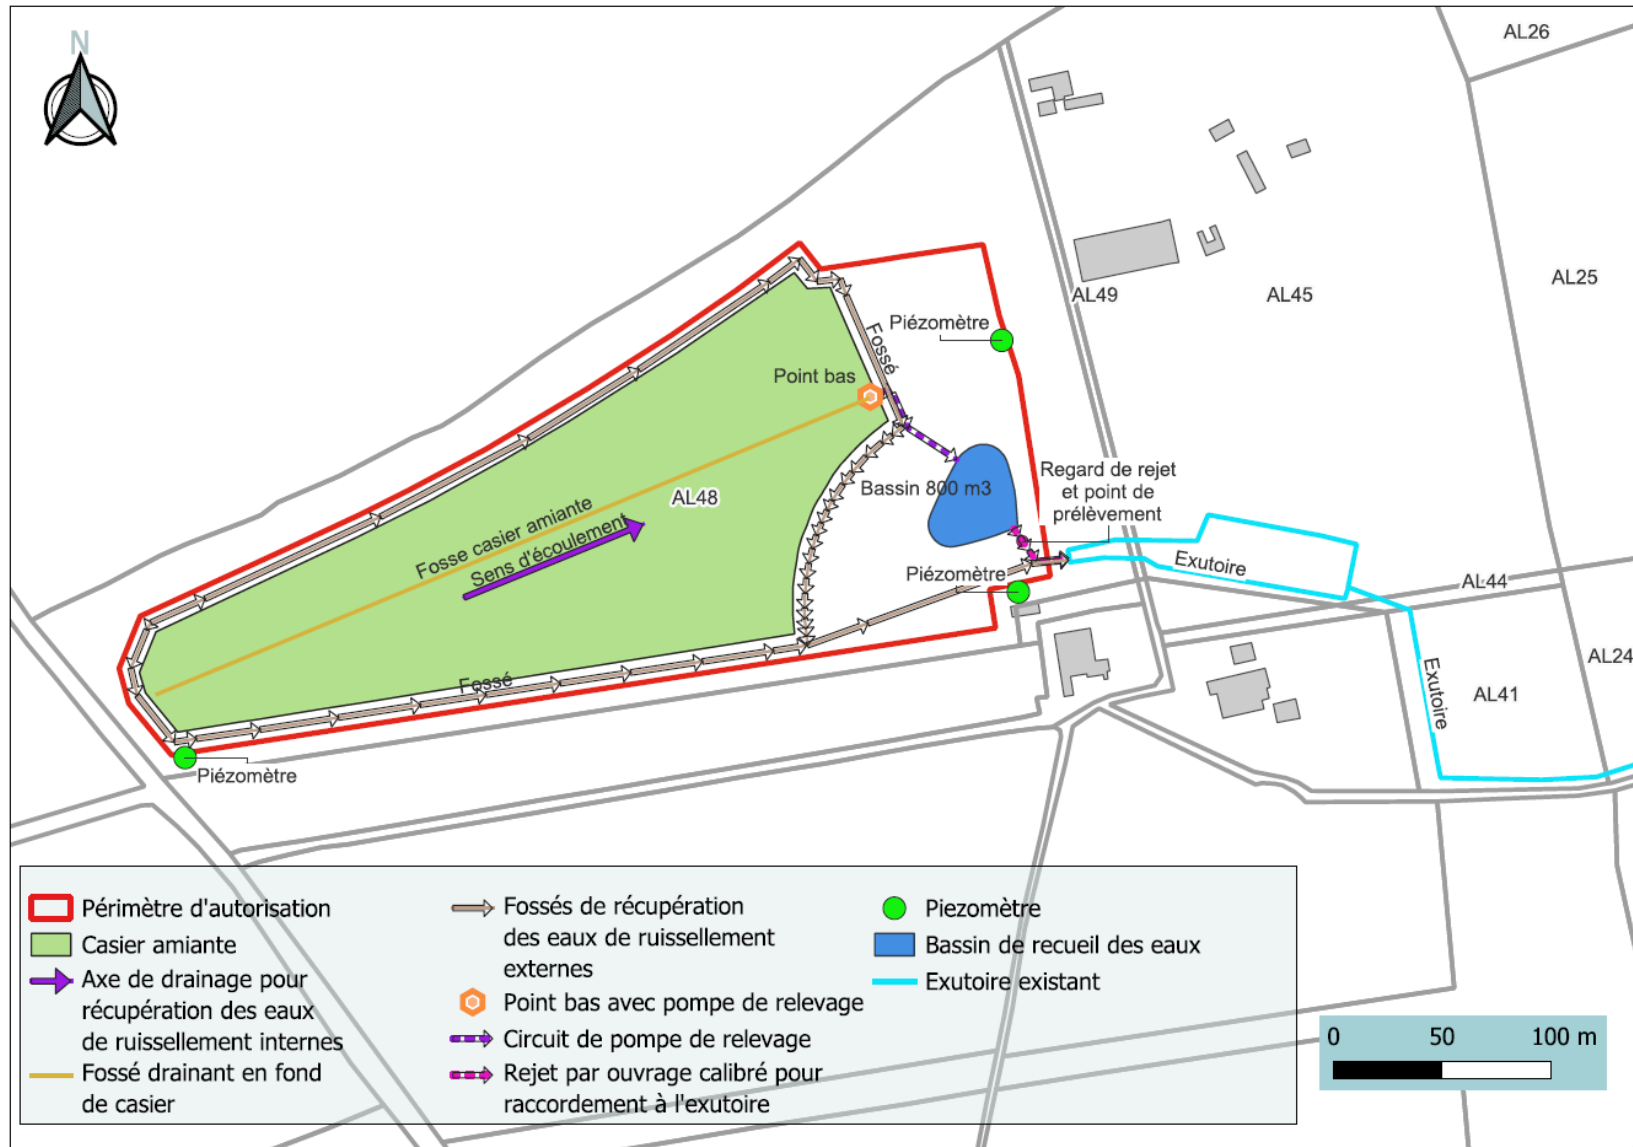 N
AL26
AL25
AL49
AL45
Piézomètre
Fossé
Point bas
Regard de rejet
et point de
prélèvement
Bassin 800 m3
AL48
Fosse casier amiante
Sens d'écoulement
Exutoire
Piézomètre
AL44
AL24
AL41
Exutoire
Fossé
Piézomètre
Périmètre d'autorisation
Casier amiante
Axe de drainage pour
récupération des eaux
de ruissellement internes
Fossé drainant en fond
de casier
Fossés de récupération
des eaux de ruissellement
externes
Point bas avec pompe de relevage
Circuit de pompe de relevage
Rejet par ouvrage calibré pour
raccordement à l'exutoire
Piezomètre
Bassin de recueil des eaux
Exutoire existant
0 50 100 m